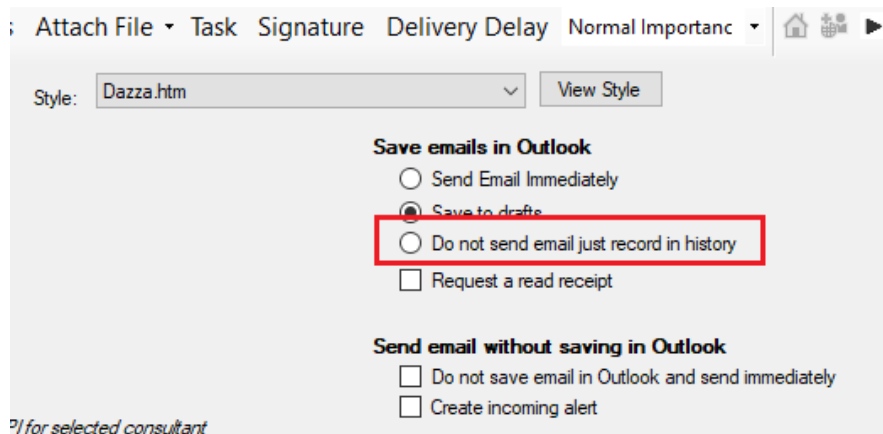 Attach File Task Signature Delivery Delay Normal Importanc
Style: Dazza.htm View Style
Save emails in Outlook
Send Email Immediately
Save to drafts
Do not send email just record in history
Request a read receipt
Send email without saving in Outlook
Do not save email in Outlook and send immediately
Create incoming alert
for selected consultant